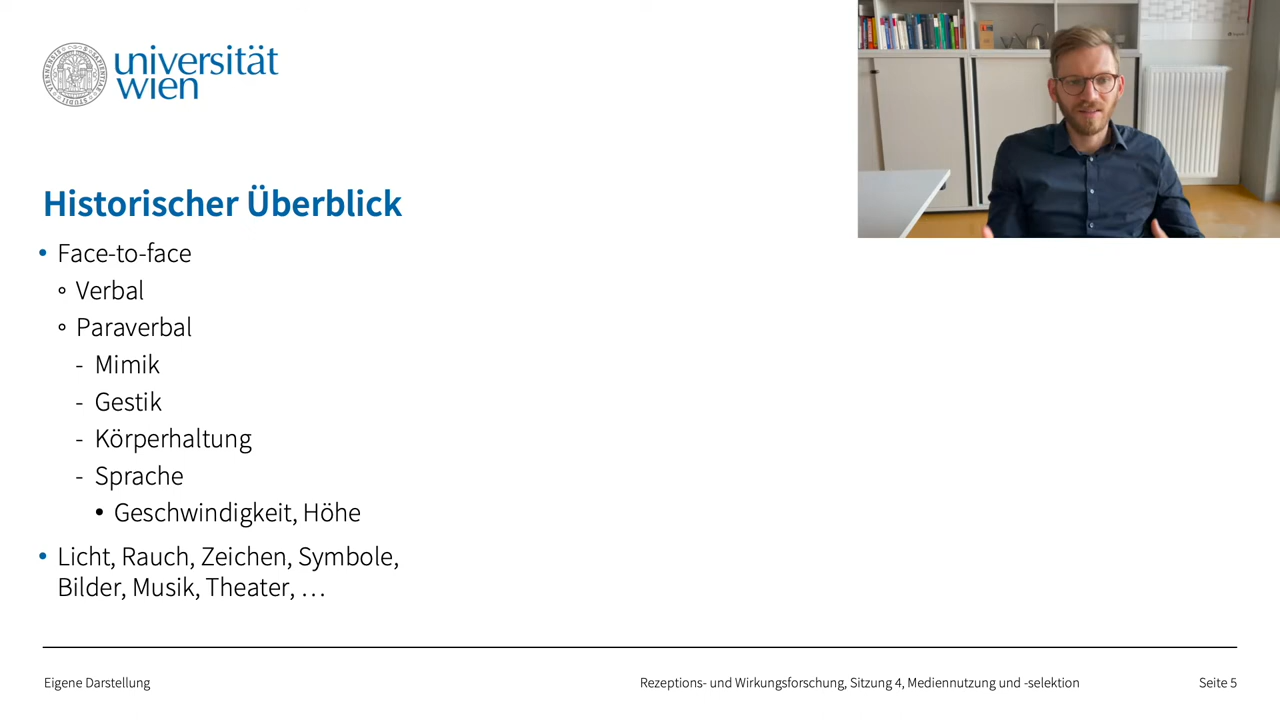 universität
wien
Historischer Überblick
• Face-to-face
◦ Verbal
◦ Paraverbal
- Mimik
- Gestik
- Körperhaltung
- Sprache
• Geschwindigkeit, Höhe
• Licht, Rauch, Zeichen, Symbole,
Bilder, Musik, Theater, …
Eigene Darstellung
Rezeptions- und Wirkungsforschung, Sitzung 4, Mediennutzung und -selektion
Seite 5